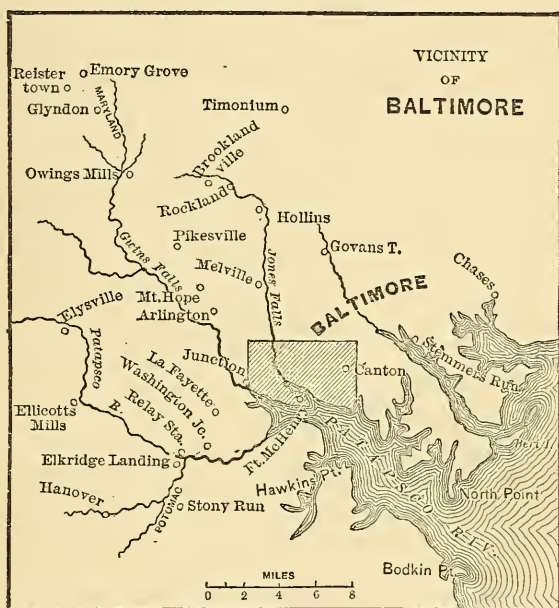 VICINITY
OF
BALTIMORE
Emory Grove
Reister
town
Glyndon
MARYLAND
Timonium
Brookland
ville
Owings Mills
Rockland
Hollins
Pikesville
Govans T.
Gwins Falls
Melville
Jones Falls
Chases
BALTIMORE
Mt. Hope
Arlington
Elysville
Patapsco
R.
Junction
La Fayette
Washington Jc.
Relay Sta.
Canton
Stemmers Run
Ellicotts
Mills
Ft. McHenry
PATAPSCO RIV.
Elkridge Landing
Hawkins Pt.
North Point
Hanover
POTOMAC
Stony Run
Bodkin Pt.
MILES
0 2 4 6 8